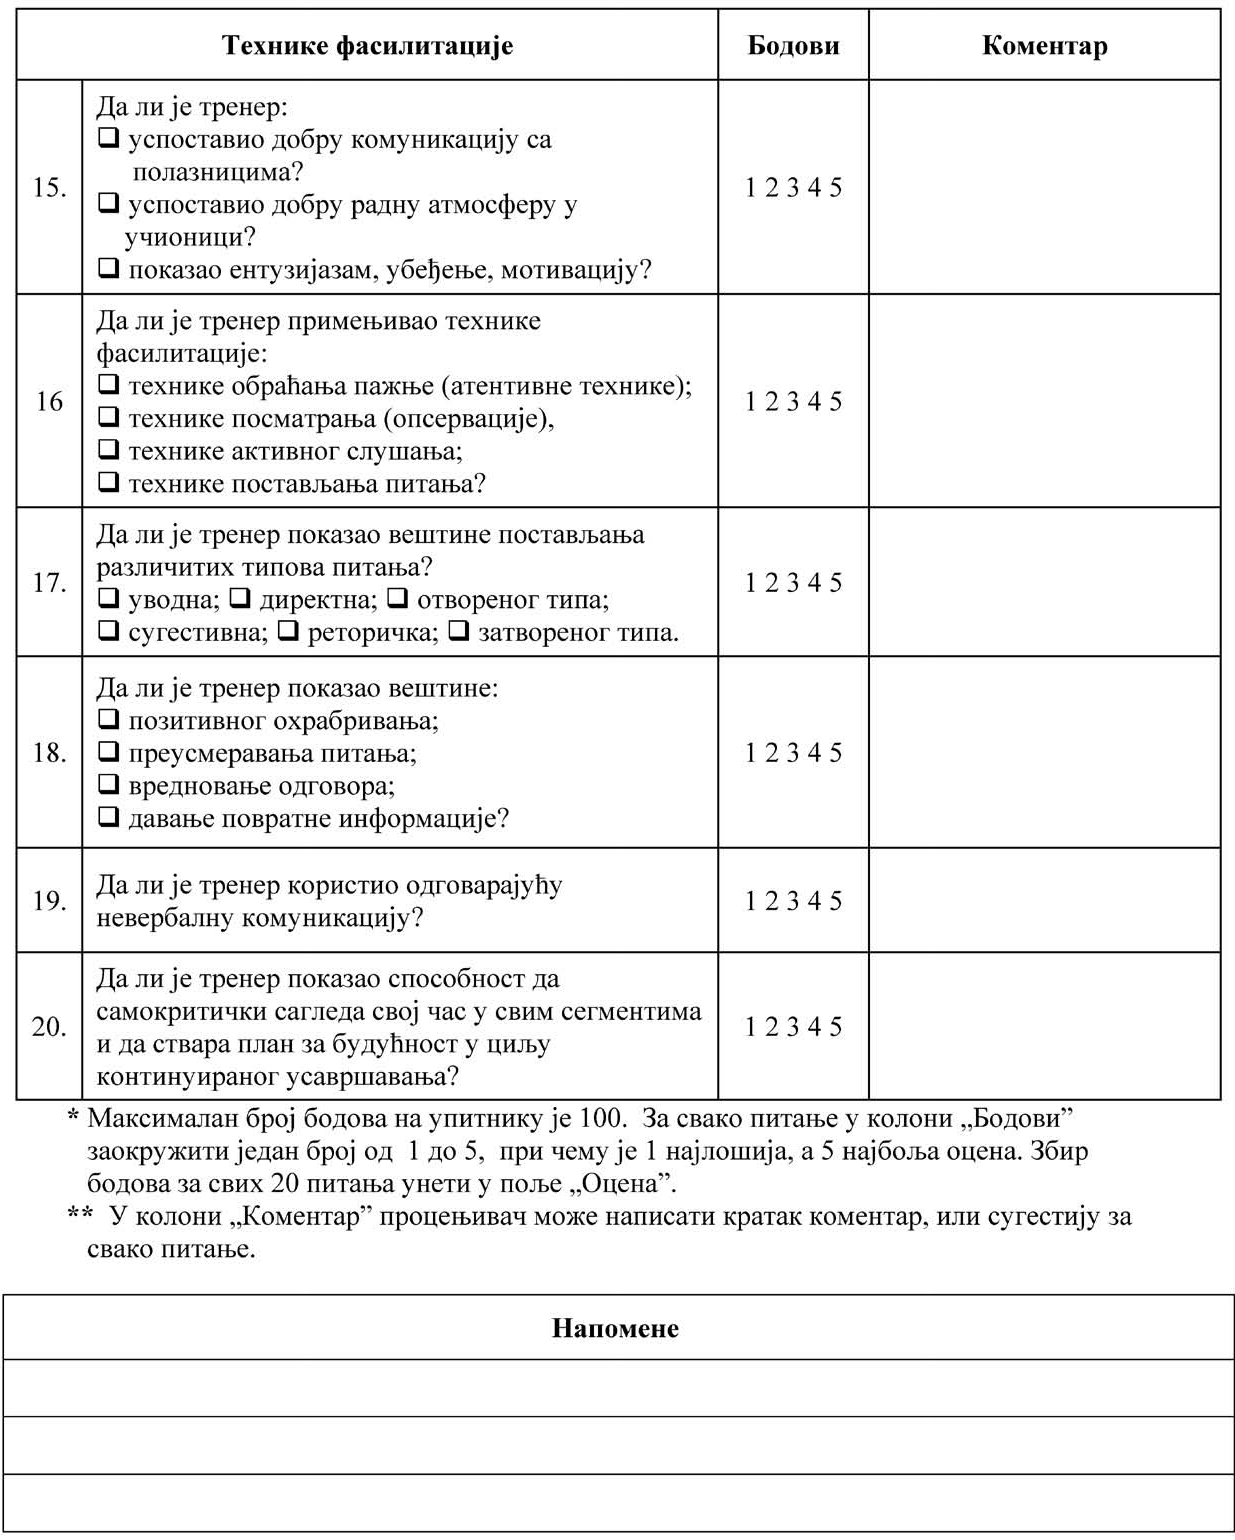 Технике фасилитације Бодови Коментар
Да ли је тренер:
❑ успоставио добру комуникацију са
полазницима?
15. 1 2 3 4 5
❑ успоставио добру радну атмосферу у
учионици?
❑ показао ентузијазам, убеђење, мотивацију?
Да ли је тренер примењивао технике
фасилитације:
❑ технике обраћања пажње (атентивне технике);
16 1 2 3 4 5
❑ технике посматрања (опсервације),
❑ технике активног слушања;
❑ технике постављања питања?
Да ли је тренер показао вештине постављања
различитих типова питања?
17. 1 2 3 4 5
❑ уводна; ❑ директна; ❑ отвореног типа;
❑ сугестивна; ❑ реторичка; ❑ затвореног типа.
Да ли је тренер показао вештине:
❑ позитивног охрабривања;
18. ❑ преусмеравања питања; 1 2 3 4 5
❑ вредновање одговора;
❑ давање повратне информације?
Да ли је тренер користио одговарајућу
19. 1 2 3 4 5
невербалну комуникацију?
Да ли је тренер показао способност да
самокритички сагледа свој час у свим сегментима
20. 1 2 3 4 5
и да ствара план за будућност у циљу
континуираног усавршавања?
* Максималан број бодова на упитнику је 100. За свако питање у колони „Бодови”
заокружити један број од 1 до 5, при чему је 1 најлошија, а 5 најбоља оцена. Збир
бодова за свих 20 питања унети у поље „Оцена”.
** У колони „Коментар” процењивач може написати кратак коментар, или сугестију за
свако питање.
Напомене